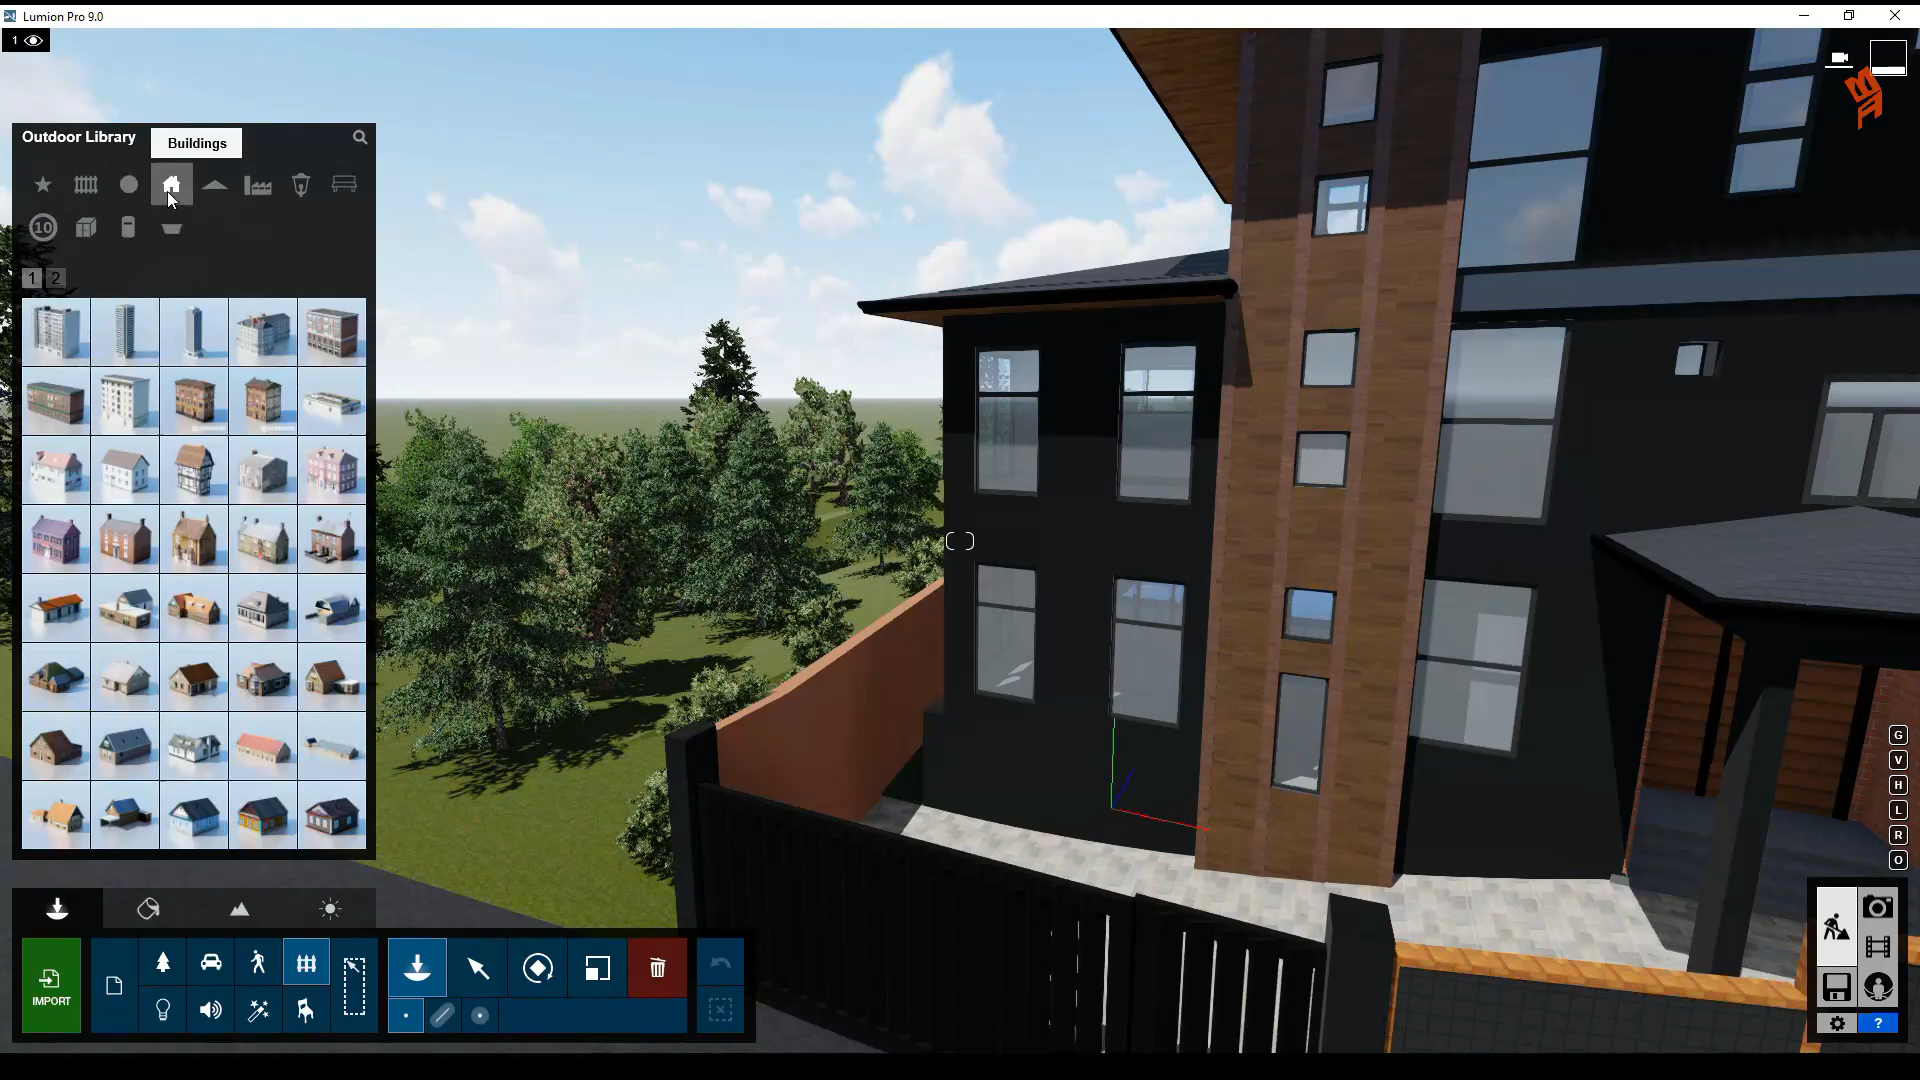 Lumion Pro 9.0
1
Outdoor Library
Buildings
10
1 2
G
V
H
L
R
O
IMPORT
?